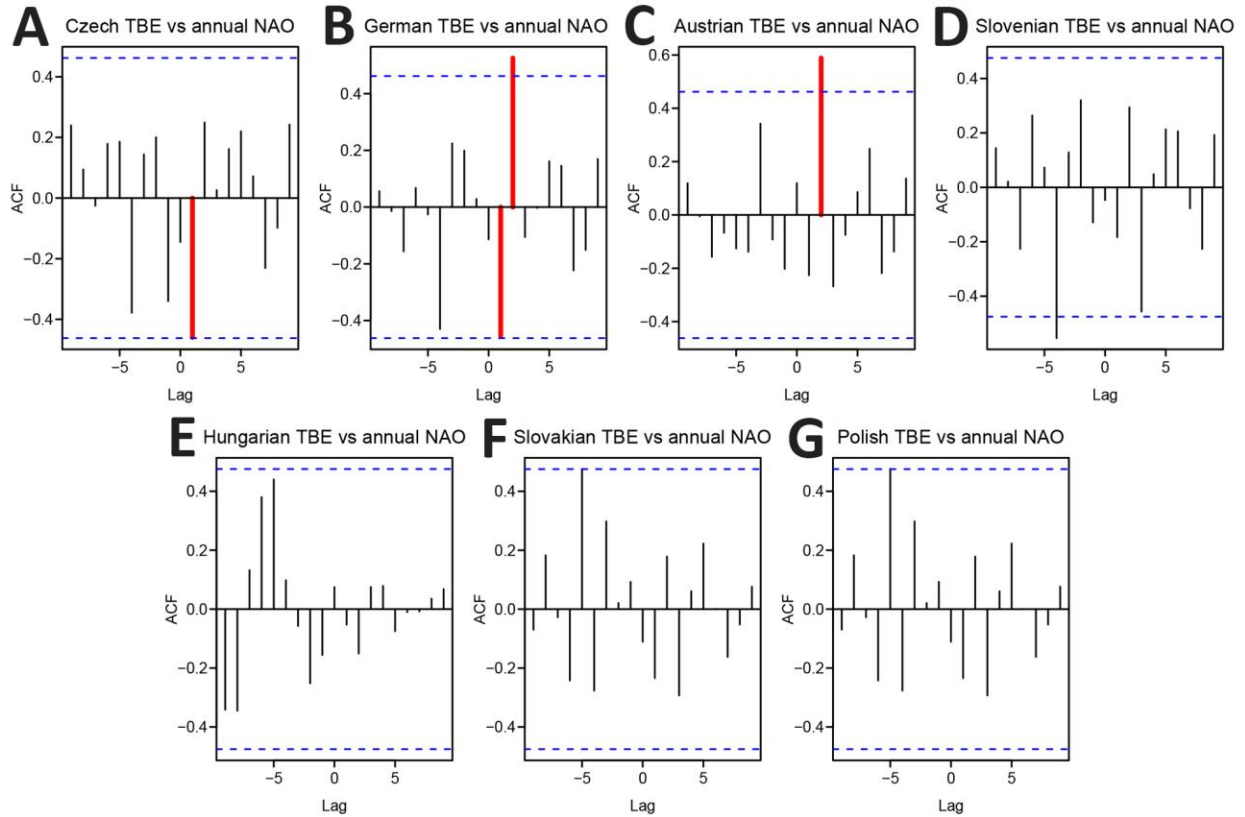 A Czech TBE vs annual NAO
0.4
0.2
0.0
−0.2
−0.4
ACF
−5 0 5
Lag
B German TBE vs annual NAO
0.4
0.2
0.0
−0.2
−0.4
ACF
−5 0 5
Lag
C Austrian TBE vs annual NAO
0.6
0.4
0.2
0.0
−0.2
−0.4
ACF
−5 0 5
Lag
D Slovenian TBE vs annual NAO
0.4
0.2
0.0
−0.2
−0.4
ACF
−5 0 5
Lag
E Hungarian TBE vs annual NAO
0.4
0.2
0.0
−0.2
−0.4
ACF
−5 0 5
Lag
F Slovakian TBE vs annual NAO
0.4
0.2
0.0
−0.2
−0.4
ACF
−5 0 5
Lag
G Polish TBE vs annual NAO
0.4
0.2
0.0
−0.2
−0.4
ACF
−5 0 5
Lag